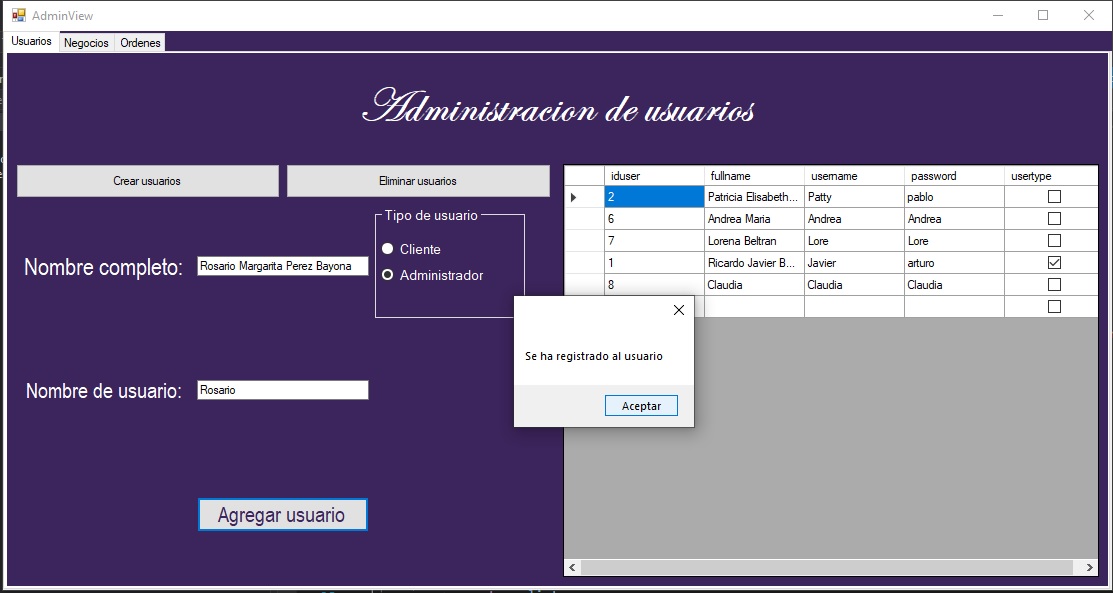 AdminView
Usuarios Negocios Ordenes
Administracion de usuarios
Crear usuarios Eliminar usuarios
Tipo de usuario
Cliente
Administrador
Nombre completo: Rosario Margarita Perez Bayona
Nombre de usuario: Rosario
Agregar usuario
iduser fullname username password usertype
2 Patricia Elisabeth... Patty pablo
6 Andrea Maria Andrea Andrea
7 Lorena Beltran Lore Lore
1 Ricardo Javier B... Javier arturo
8 Claudia Claudia Claudia
Se ha registrado al usuario
Aceptar